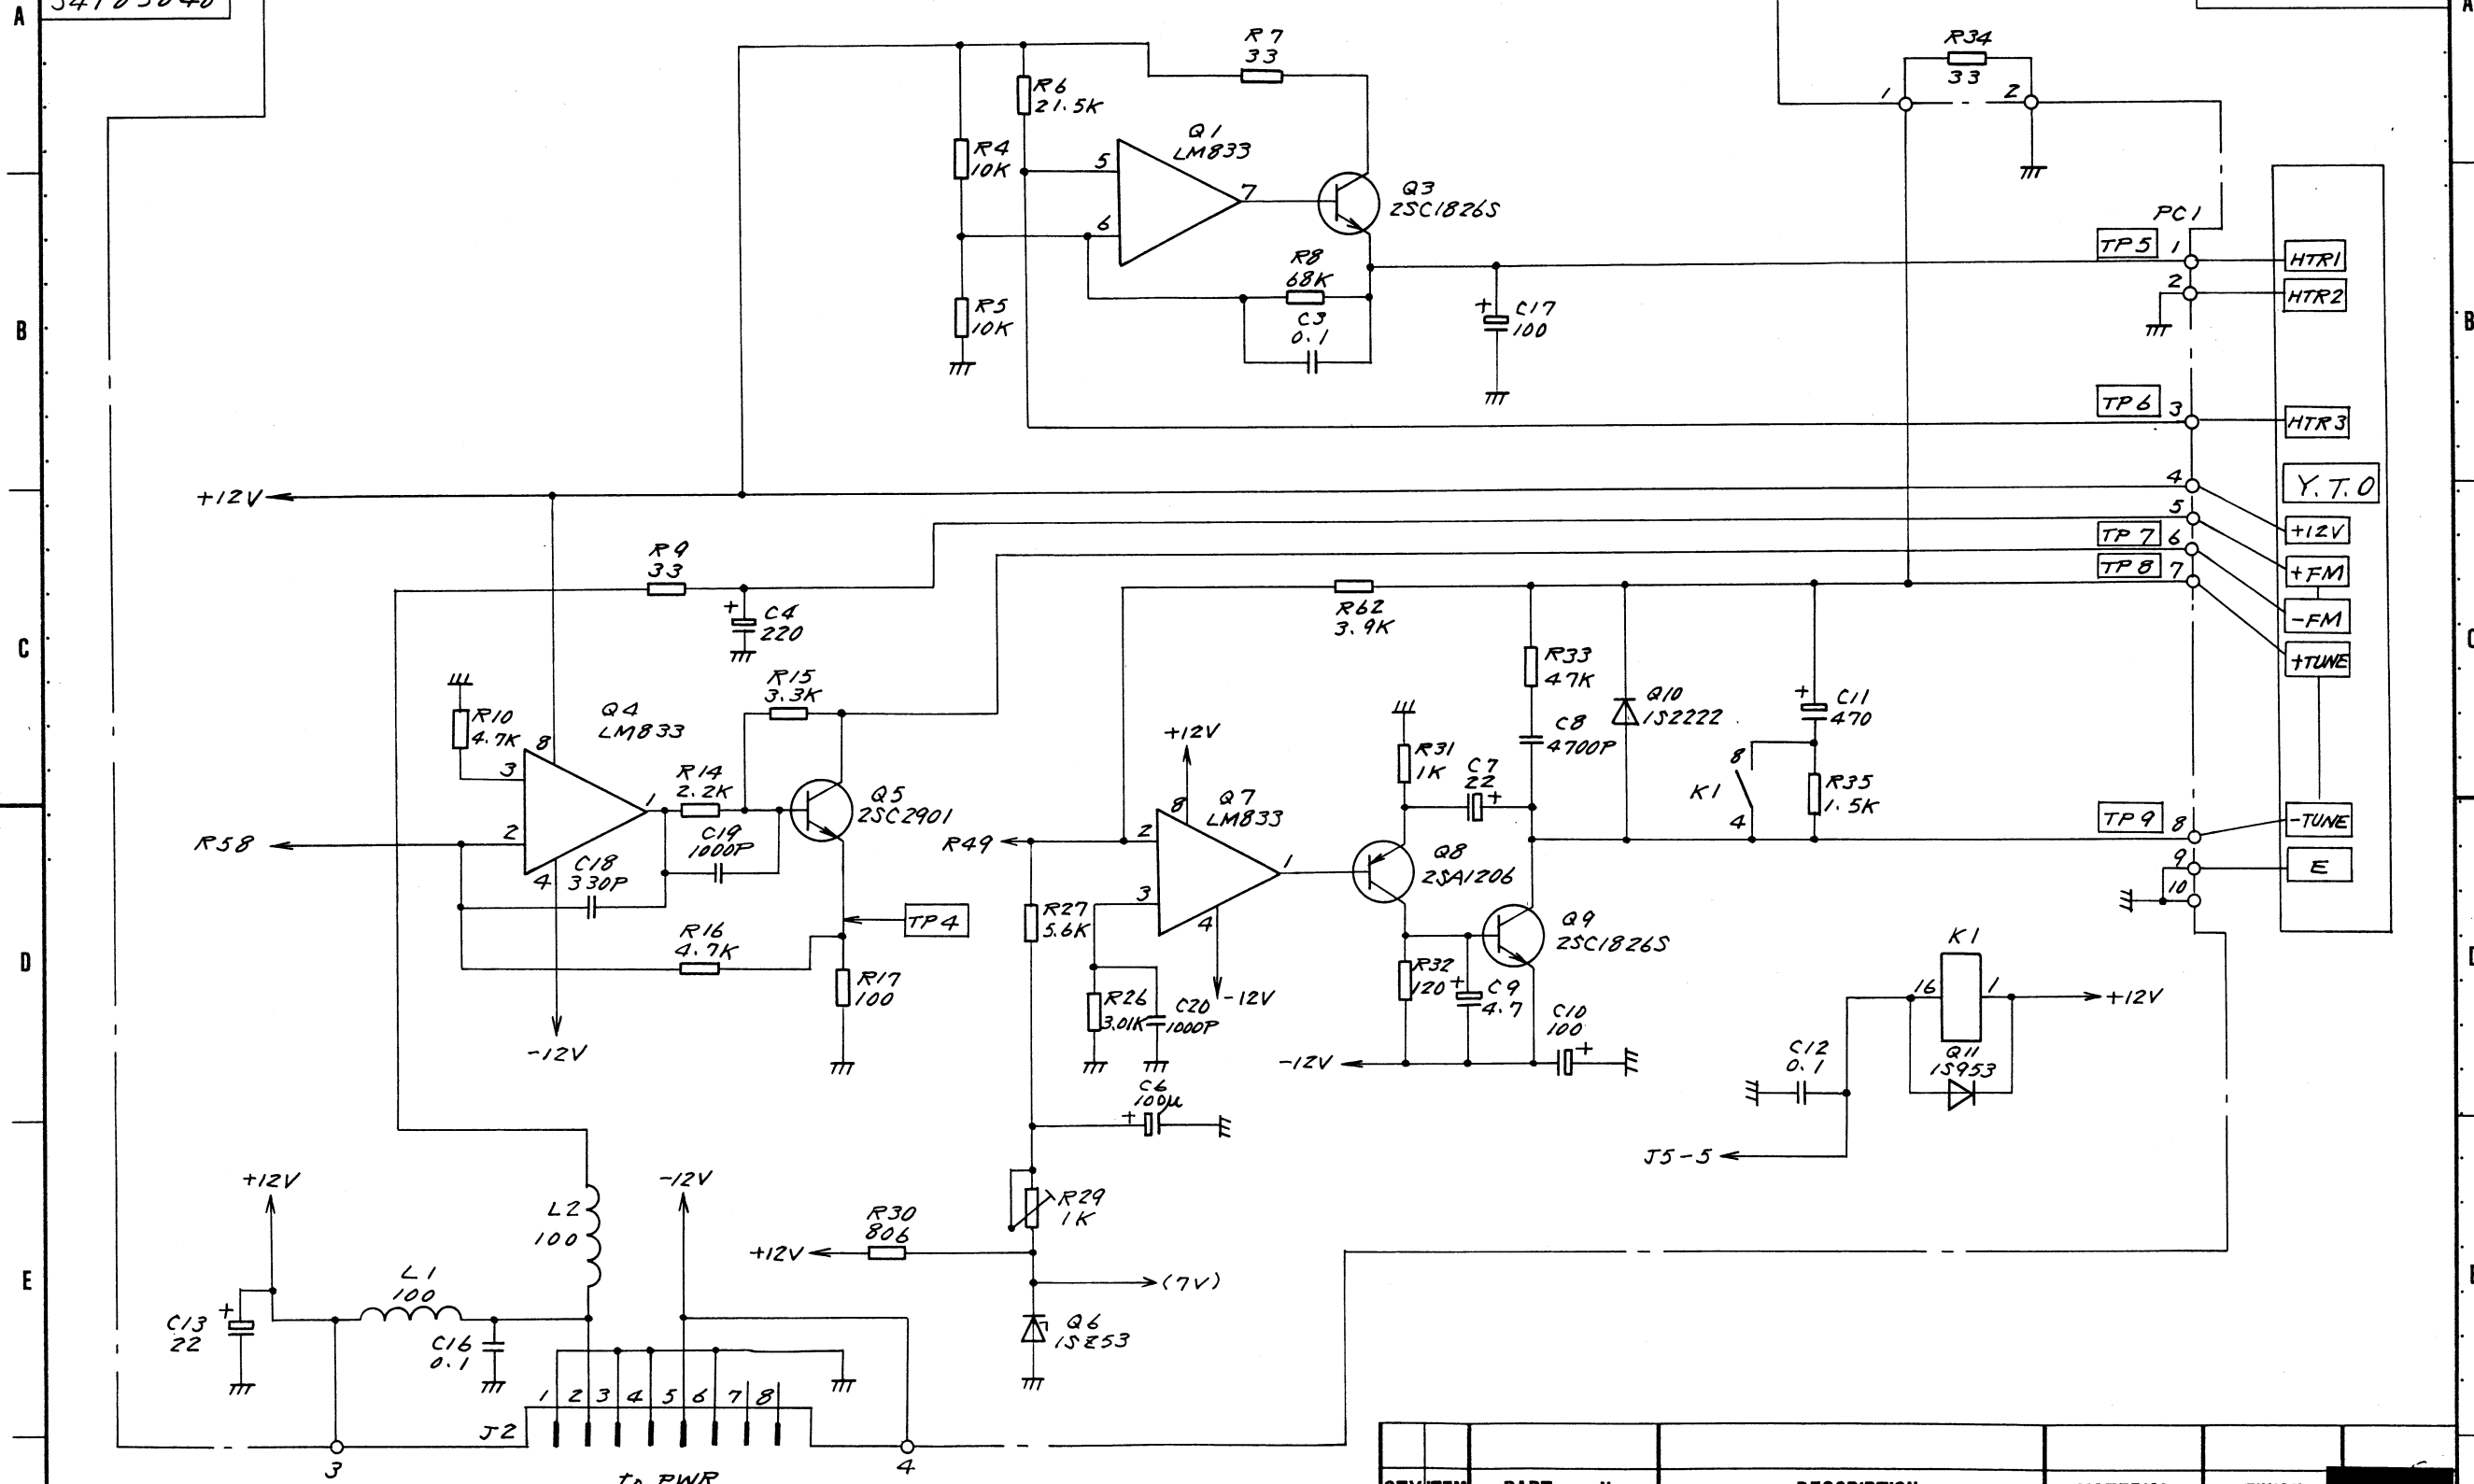 A
A
R7
33
R34
33
1
2
R6
21.5K
Q1
LM833
R4
10K
5
7
6
Q3
2SC1826S
PC1
TP5
1
HTR1
2
HTR2
R8
68K
R5
10K
C3
0.1
C17
100
B
B
TP6
3
HTR3
+12V
4
Y.T.O
5
+12V
TP7
6
+FM
TP8
7
-FM
+TUNE
R9
33
C4
220
R62
3.9K
C
R15
3.3K
R33
47K
Q10
1S2222
C11
470
R10
4.7K
Q4
LM833
8
3
+12V
R31
1K
C8
4700P
8
R14
2.2K
1
Q5
2SC2901
C7
22
K1
R35
1.5K
8
Q7
LM833
4
TP9
8
-TUNE
R58
2
C19
1000P
R49
2
1
Q8
2SA1206
9
E
C18
330P
4
3
10
TP4
R27
5.6K
4
Q9
2SC1826S
R16
4.7K
D
K1
R17
100
R26
3.01K
C20
1000P
-12V
R32
120
C9
4.7
C10
100
16
1
+12V
-12V
-12V
C12
0.1
Q11
1S953
C6
100μ
J5-5
+12V
-12V
L2
100
R29
1K
R30
806
+12V
E
L1
100
(7V)
C13
22
C16
0.1
Q6
1SZ53
1 2 3 4 5 6 7 8
J2
3
4
to PWR